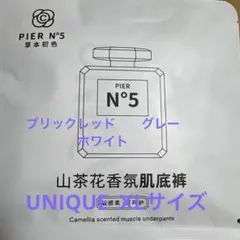 PIER N°5
草本初色
PIER
N°5
ブリックレッド　　グレー
ホワイト
UNIQUE XLサイズ
山茶花香氛肌底裤
Camellia scented muscle underpants